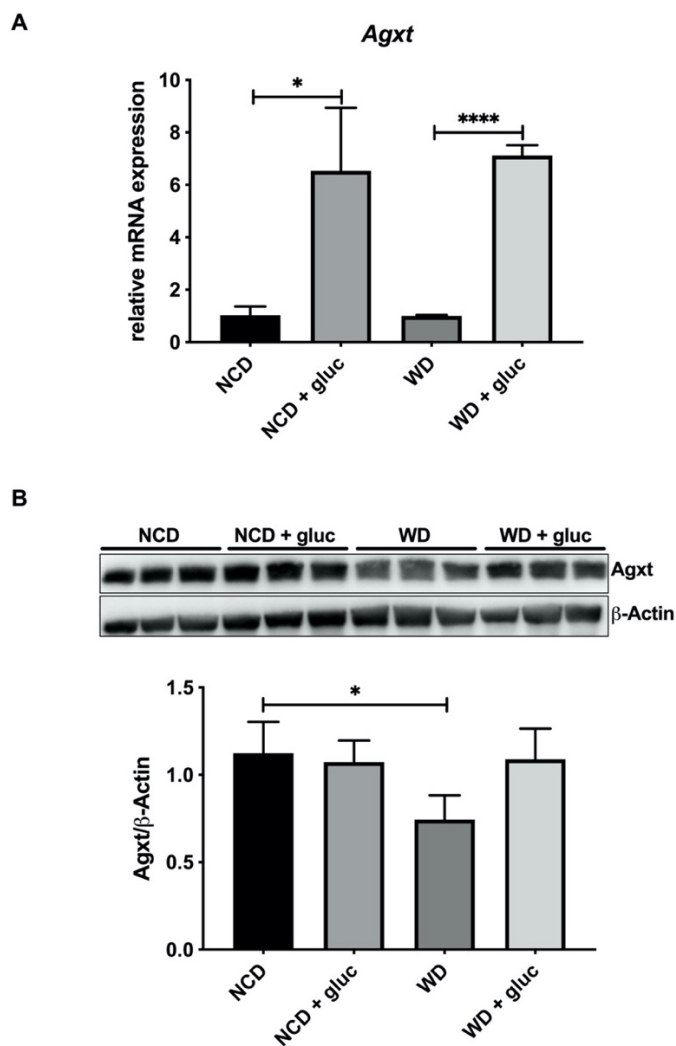 A
Agxt
relative mRNA expression
10
8
6
4
2
0
*
****
NCD
NCD + gluc
WD
WD + gluc
B
NCD NCD + gluc WD WD + gluc
Agxt
β-Actin
Agxt/β-Actin
1.5
1.0
0.5
0.0
*
NCD
NCD + gluc
WD
WD + gluc